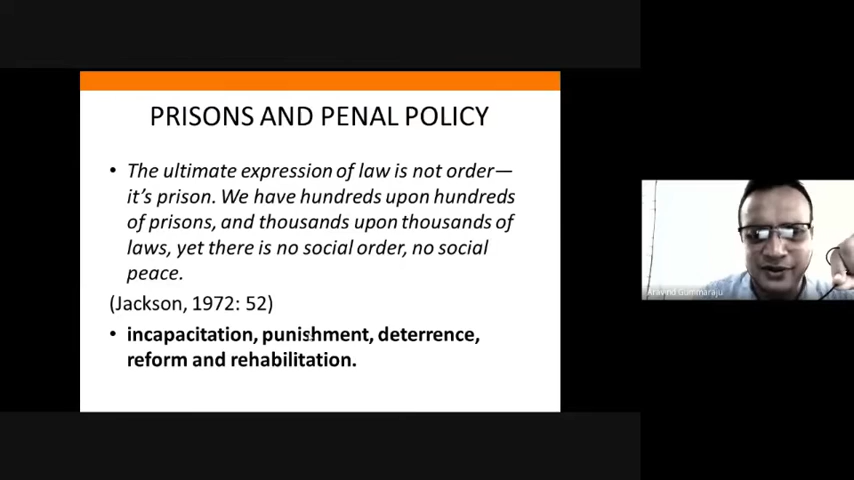 PRISONS AND PENAL POLICY
• The ultimate expression of law is not order—
it's prison. We have hundreds upon hundreds
of prisons, and thousands upon thousands of
laws, yet there is no social order, no social
peace.
(Jackson, 1972: 52)
• incapacitation, punishment, deterrence,
reform and rehabilitation.
Aravind Gummaraju